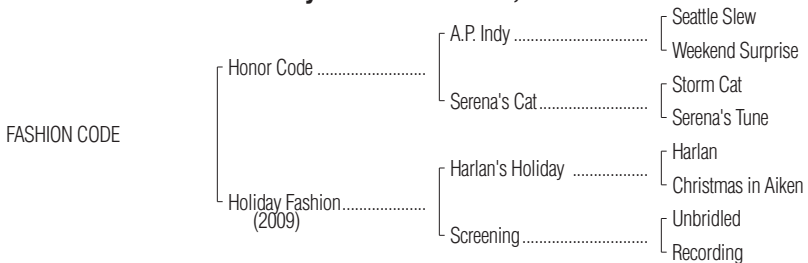 A.P. Indy ................................
Seattle Slew
Weekend Surprise
Honor Code ..........................
Serena's Cat..........................
Storm Cat
Serena's Tune
FASHION CODE
Harlan's Holiday ..................
Harlan
Christmas in Aiken
Holiday Fashion....................
(2009)
Screening..............................
Unbridled
Recording